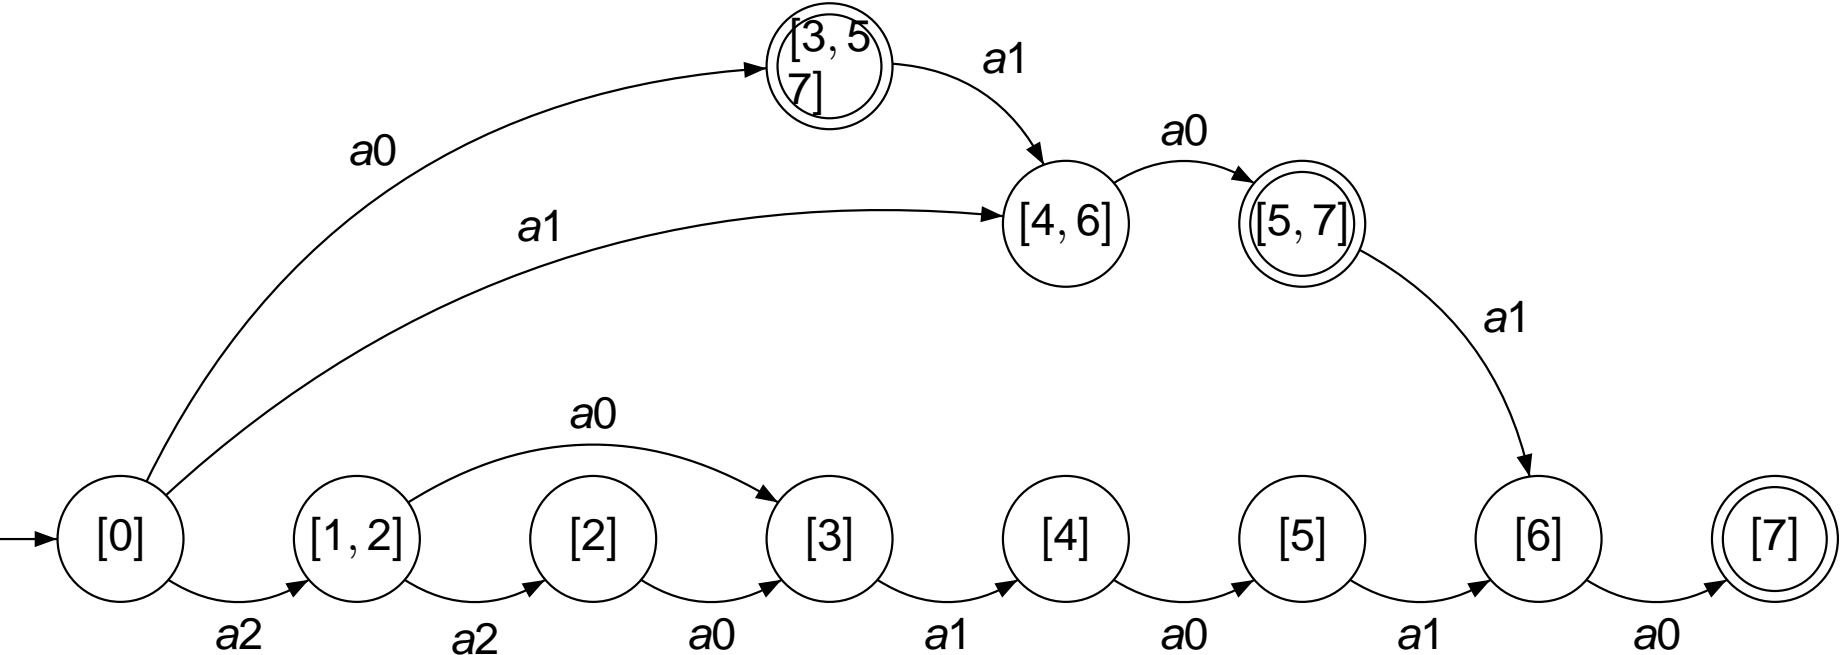 [3, 5
7]
a1
a0
a0
[4, 6]
[5, 7]
a1
a1
a0
[0]
[1, 2]
[2]
[3]
[4]
[5]
[6]
[7]
a2
a2
a0
a1
a0
a1
a0